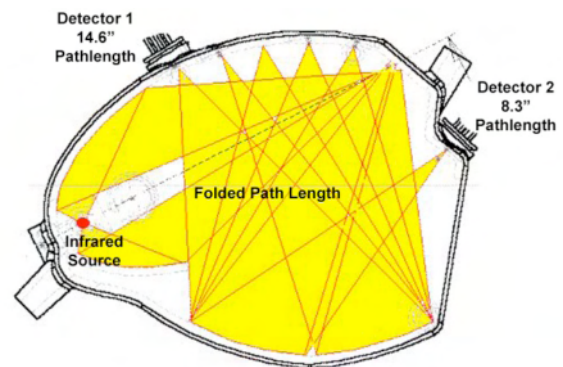 Detector 1
14.6”
Pathlength
Detector 2
8.3”
Pathlength
Folded Path Length
Infrared
Source